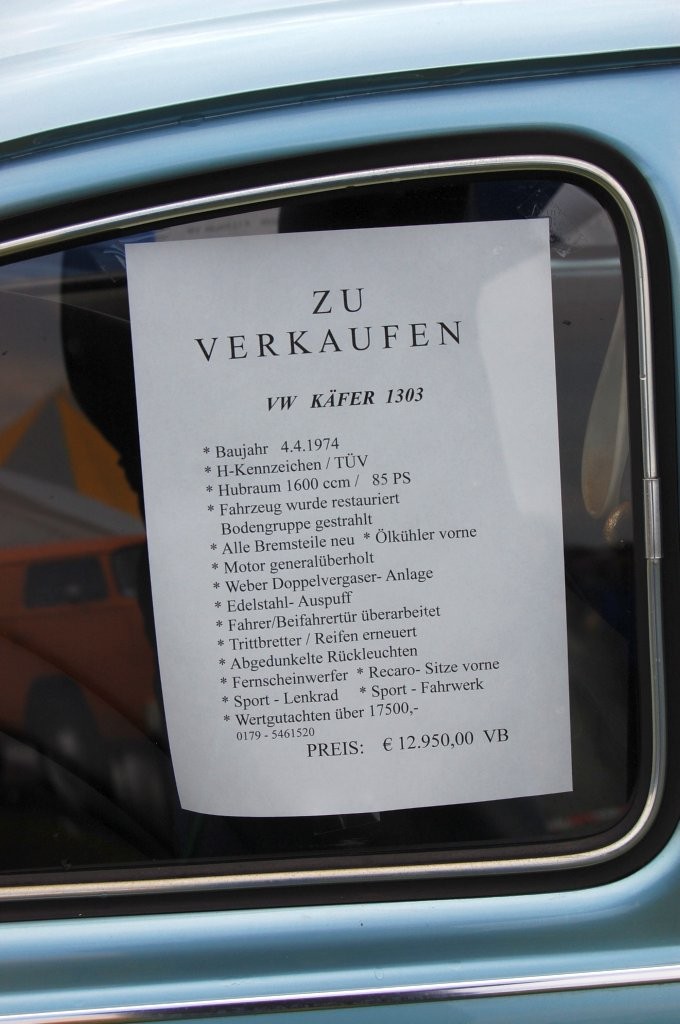 ZU
VERKAUFEN
VW KÄFER 1303
* Baujahr 4.4.1974
* H-Kennzeichen / TÜV
* Hubraum 1600 ccm / 85 PS
* Fahrzeug wurde restauriert
Bodengruppe gestrahlt
* Alle Bremsteile neu * Ölkühler vorne
* Motor generalüberholt
* Weber Doppelvergaser- Anlage
* Edelstahl- Auspuff
* Fahrer/Beifahrertür überarbeitet
* Trittbretter / Reifen erneuert
* Abgedunkelte Rückleuchten
* Fernscheinwerfer * Recaro- Sitze vorne
* Sport - Lenkrad * Sport - Fahrwerk
* Wertgutachten über 17500,-
0179 - 5461520
PREIS: € 12.950,00 VB